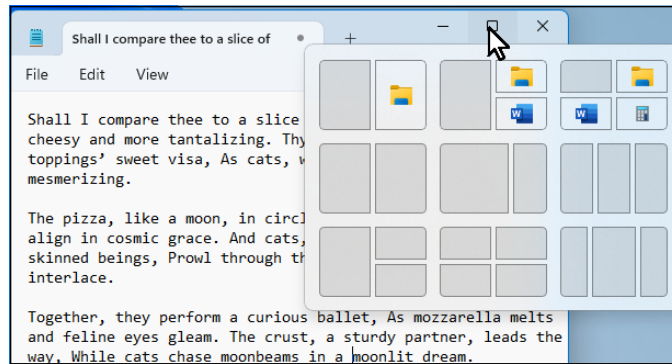 Shall I compare thee to a slice of
File Edit View
Shall I compare thee to a slice
cheesy and more tantalizing. Thy
toppings’ sweet visa, As cats,
mesmerizing.
The pizza, like a moon, in
align in cosmic grace. And cats,
skinned beings, Prowl through
interlace.
Together, they perform a curious ballet, As mozzarella melts
and feline eyes gleam. The crust, a sturdy partner, leads the
way, While cats chase moonbeams in a moonlit dream.